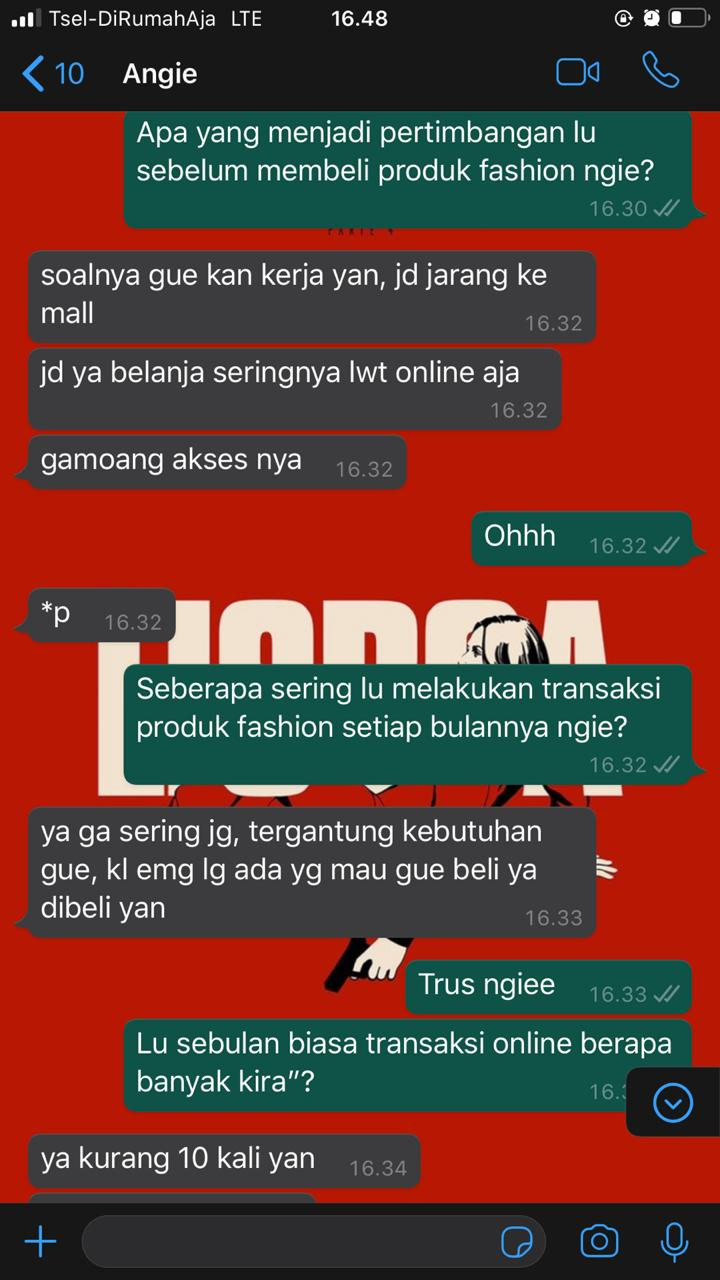 Tsel-DiRumahAja LTE 16.48
10 Angie
Apa yang menjadi pertimbangan lu
sebelum membeli produk fashion ngie?
16.30
soalnya gue kan kerja yan, jd jarang ke
mall
16.32
jd ya belanja seringnya lwt online aja
16.32
gamoang akses nya 16.32
Ohhh 16.32
*p 16.32
Seberapa sering lu melakukan transaksi
produk fashion setiap bulannya ngie?
16.32
ya ga sering jg, tergantung kebutuhan
gue, kl emg lg ada yg mau gue beli ya
dibeli yan
16.33
Trus ngiee 16.33
Lu sebulan biasa transaksi online berapa
banyak kira”?
ya kurang 10 kali yan 16.34